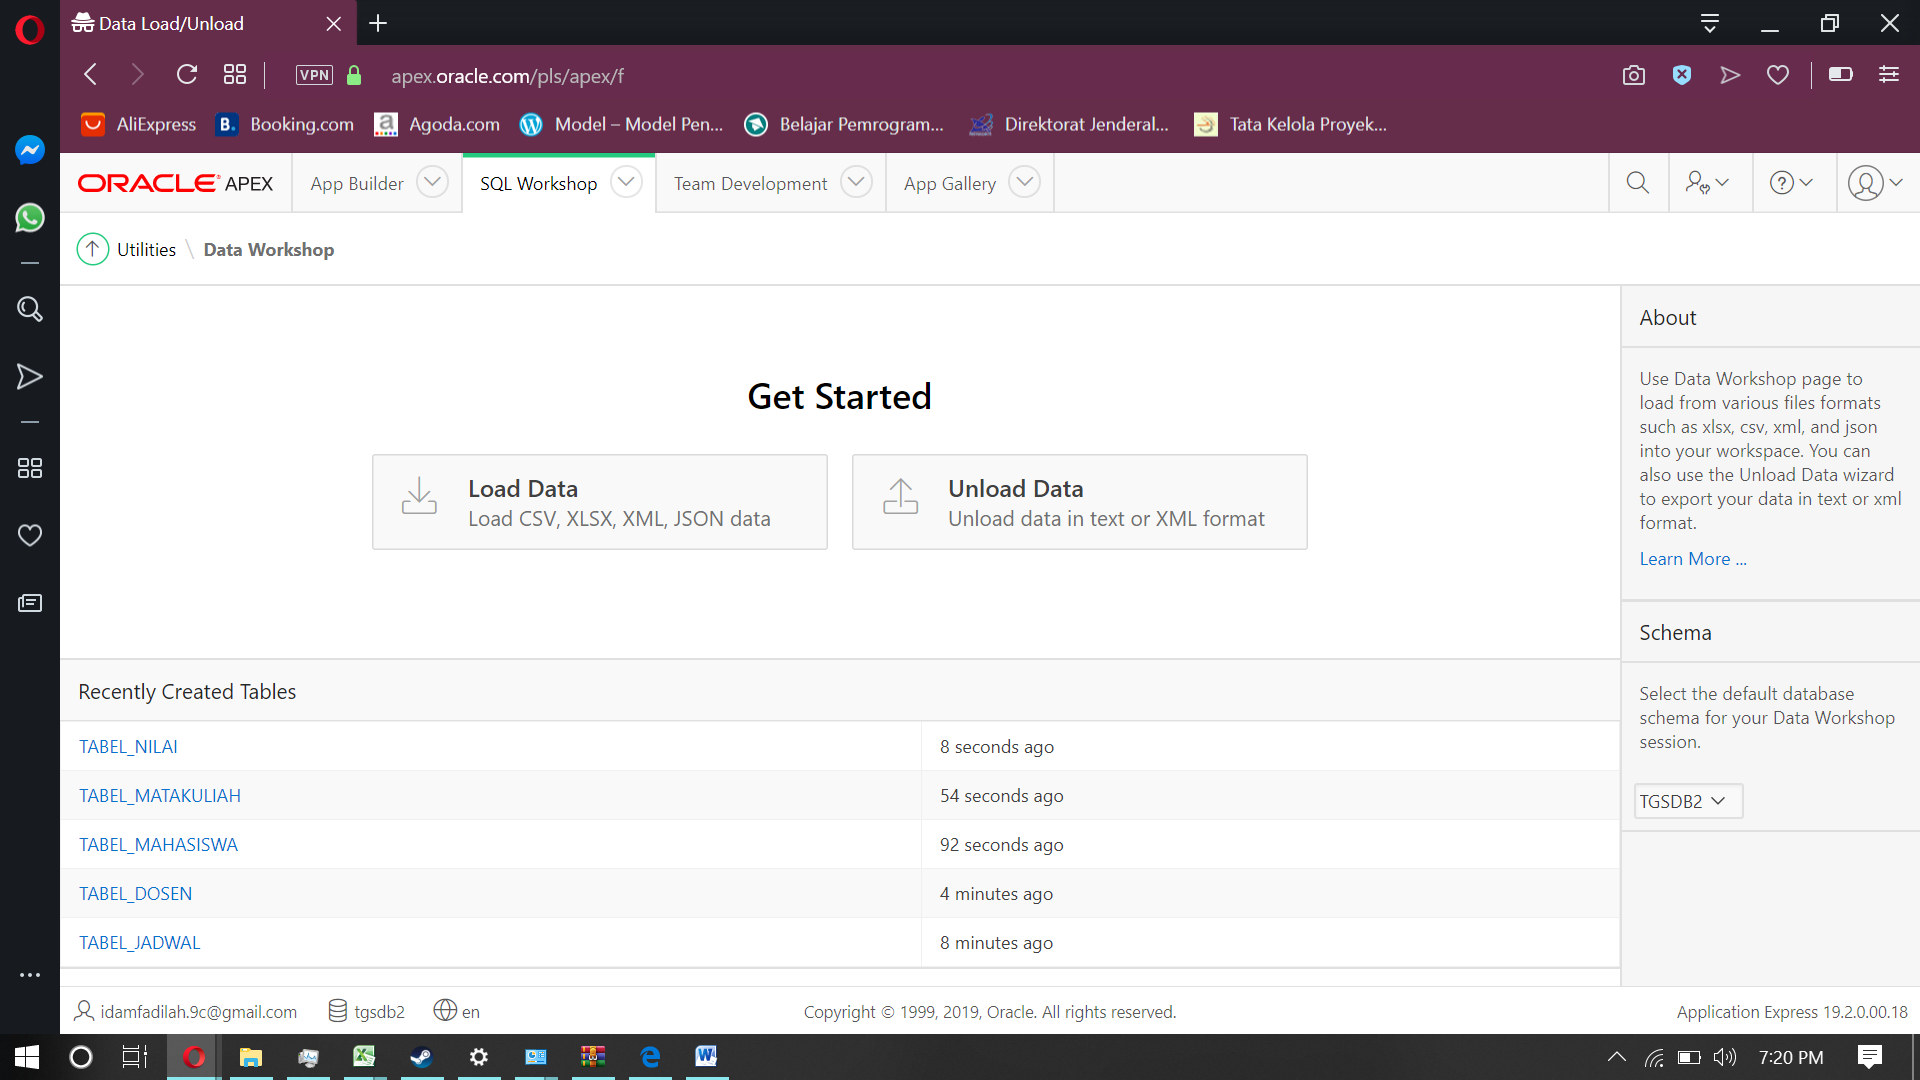 Data Load/Unload
VPN
apex.oracle.com/pls/apex/f
AliExpress
B. Booking.com
a Agoda.com
Model – Model Pen...
Belajar Pemrogram...
Direktorat Jenderal...
Tata Kelola Proyek...
ORACLE APEX
App Builder
SQL Workshop
Team Development
App Gallery
Utilities \ Data Workshop
Get Started
Load Data
Load CSV, XLSX, XML, JSON data
Unload Data
Unload data in text or XML format
About
Use Data Workshop page to
load from various files formats
such as xlsx, csv, xml, and json
into your workspace. You can
also use the Unload Data wizard
to export your data in text or xml
format.
Learn More ...
Schema
Select the default database
schema for your Data Workshop
session.
TGSDB2
Recently Created Tables
TABEL_NILAI 8 seconds ago
TABEL_MATAKULIAH 54 seconds ago
TABEL_MAHASISWA 92 seconds ago
TABEL_DOSEN 4 minutes ago
TABEL_JADWAL 8 minutes ago
idamfadilah.9c@gmail.com
tgsdb2
en
Copyright © 1999, 2019, Oracle. All rights reserved.
Application Express 19.2.0.00.18
7:20 PM